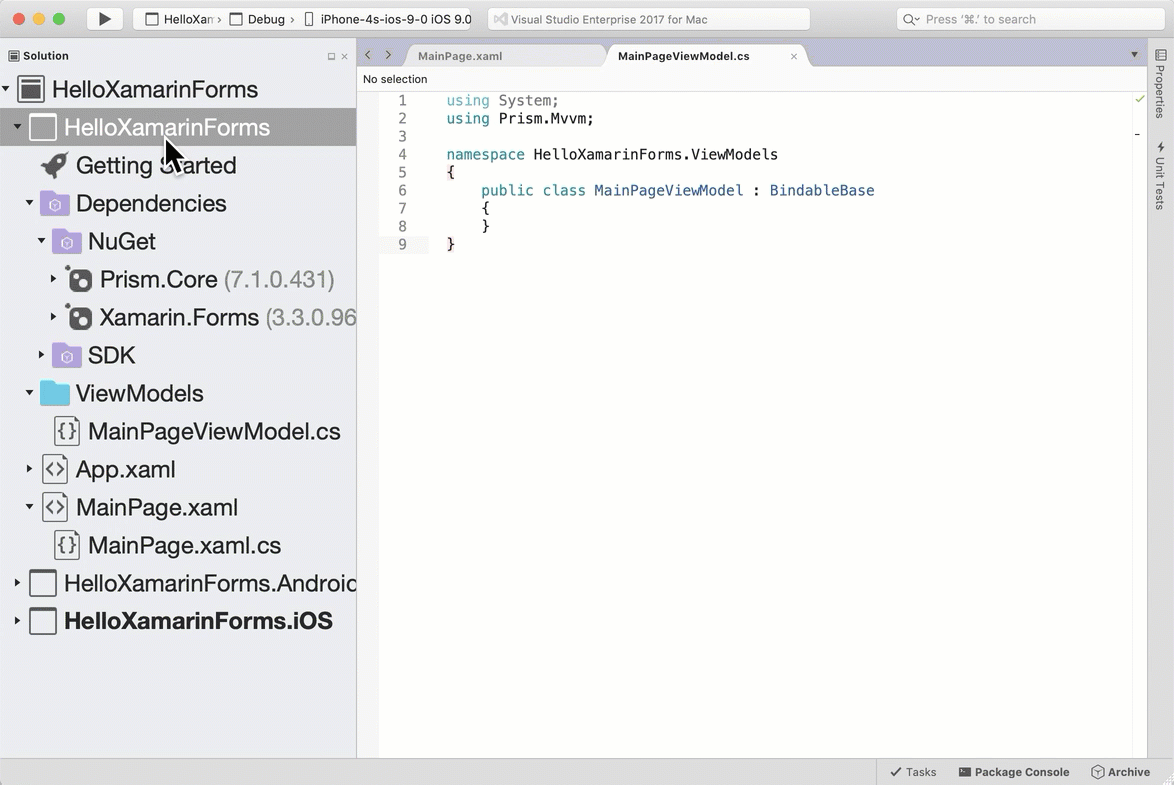 HelloXar › Debug › iPhone-4s-ios-9-0 iOS 9.0
Visual Studio Enterprise 2017 for Mac
Press ‘⌘.’ to search
Solution
HelloXamarinForms
HelloXamarinForms
Getting Started
Dependencies
NuGet
Prism.Core (7.1.0.431)
Xamarin.Forms (3.3.0.96
SDK
ViewModels
{} MainPageViewModel.cs
<> App.xaml
<> MainPage.xaml
{} MainPage.xaml.cs
HelloXamarinForms.Android
HelloXamarinForms.iOS
MainPage.xaml
MainPageViewModel.cs ×
No selection
1 using System;
2 using Prism.Mvvm;
3
4 namespace HelloXamarinForms.ViewModels
5 {
6 public class MainPageViewModel : BindableBase
7 {
8 }
9 }
Properties
Unit Tests
Tasks
Package Console
Archive